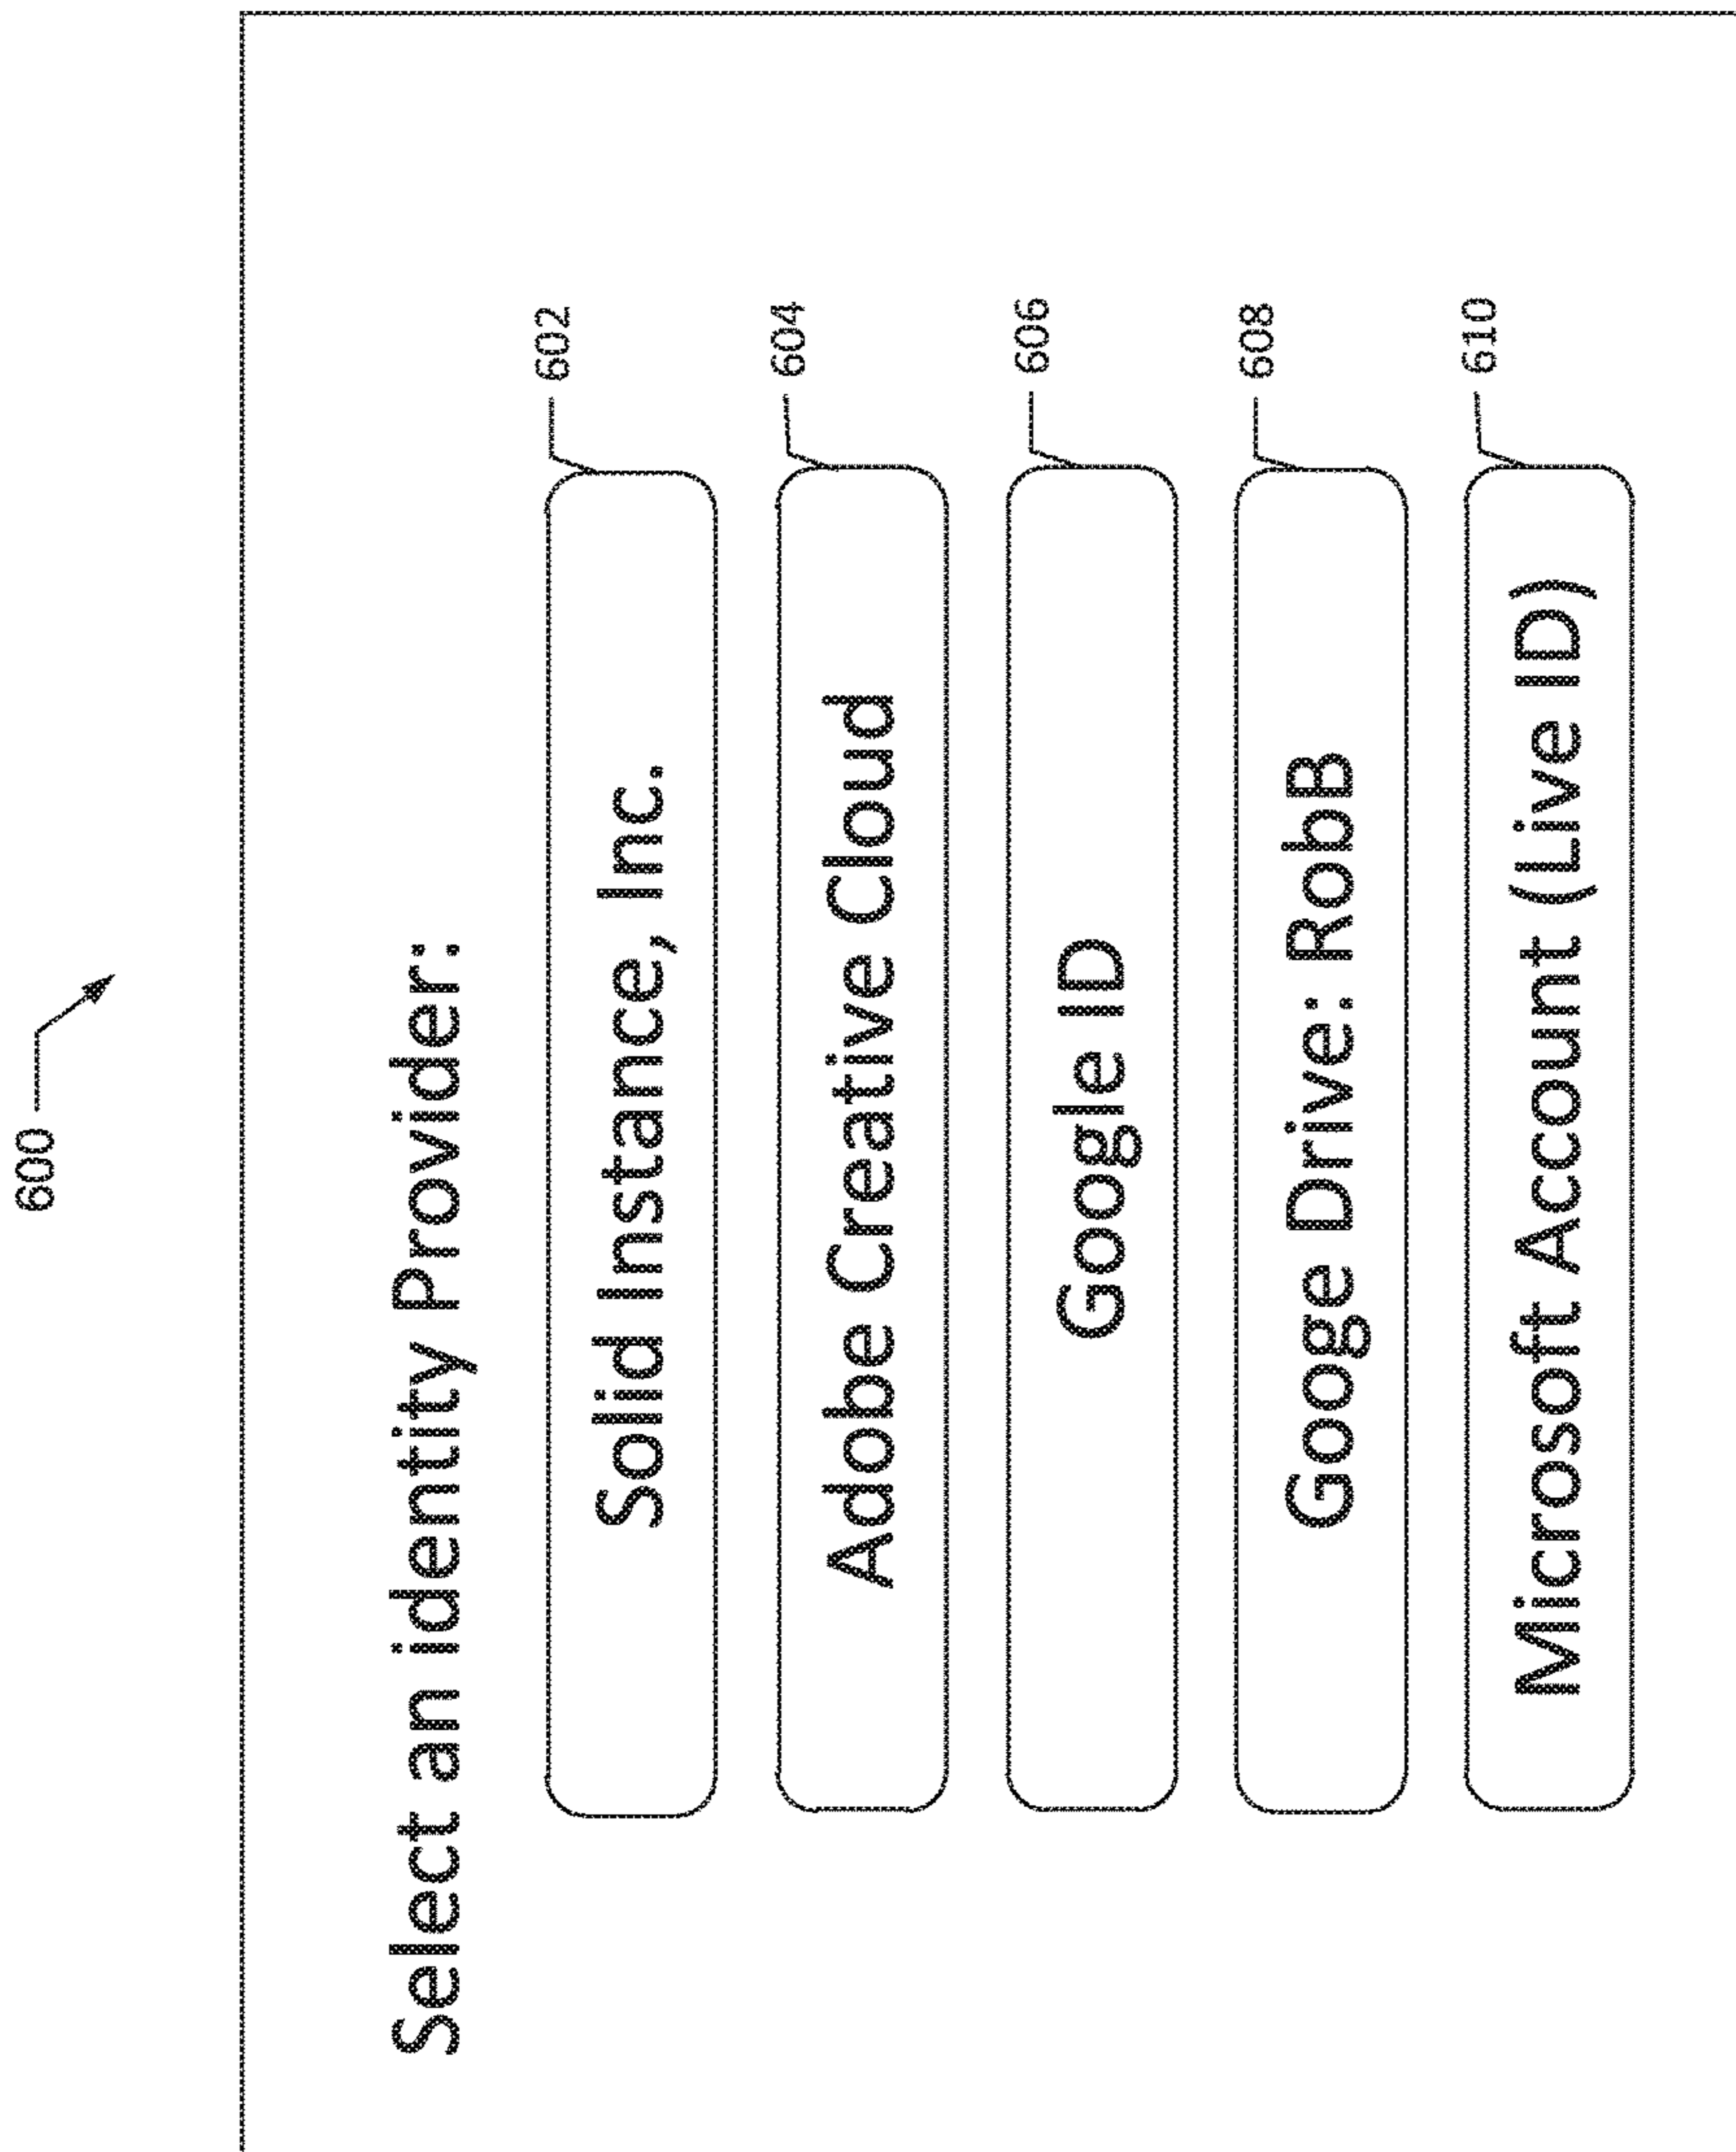 600
Select an identity Provider:
Solid Instance, Inc.
602
Adobe Creative Cloud
604
Google ID
606
Googe Drive: RobB
608
Microsoft Account (Live ID)
610